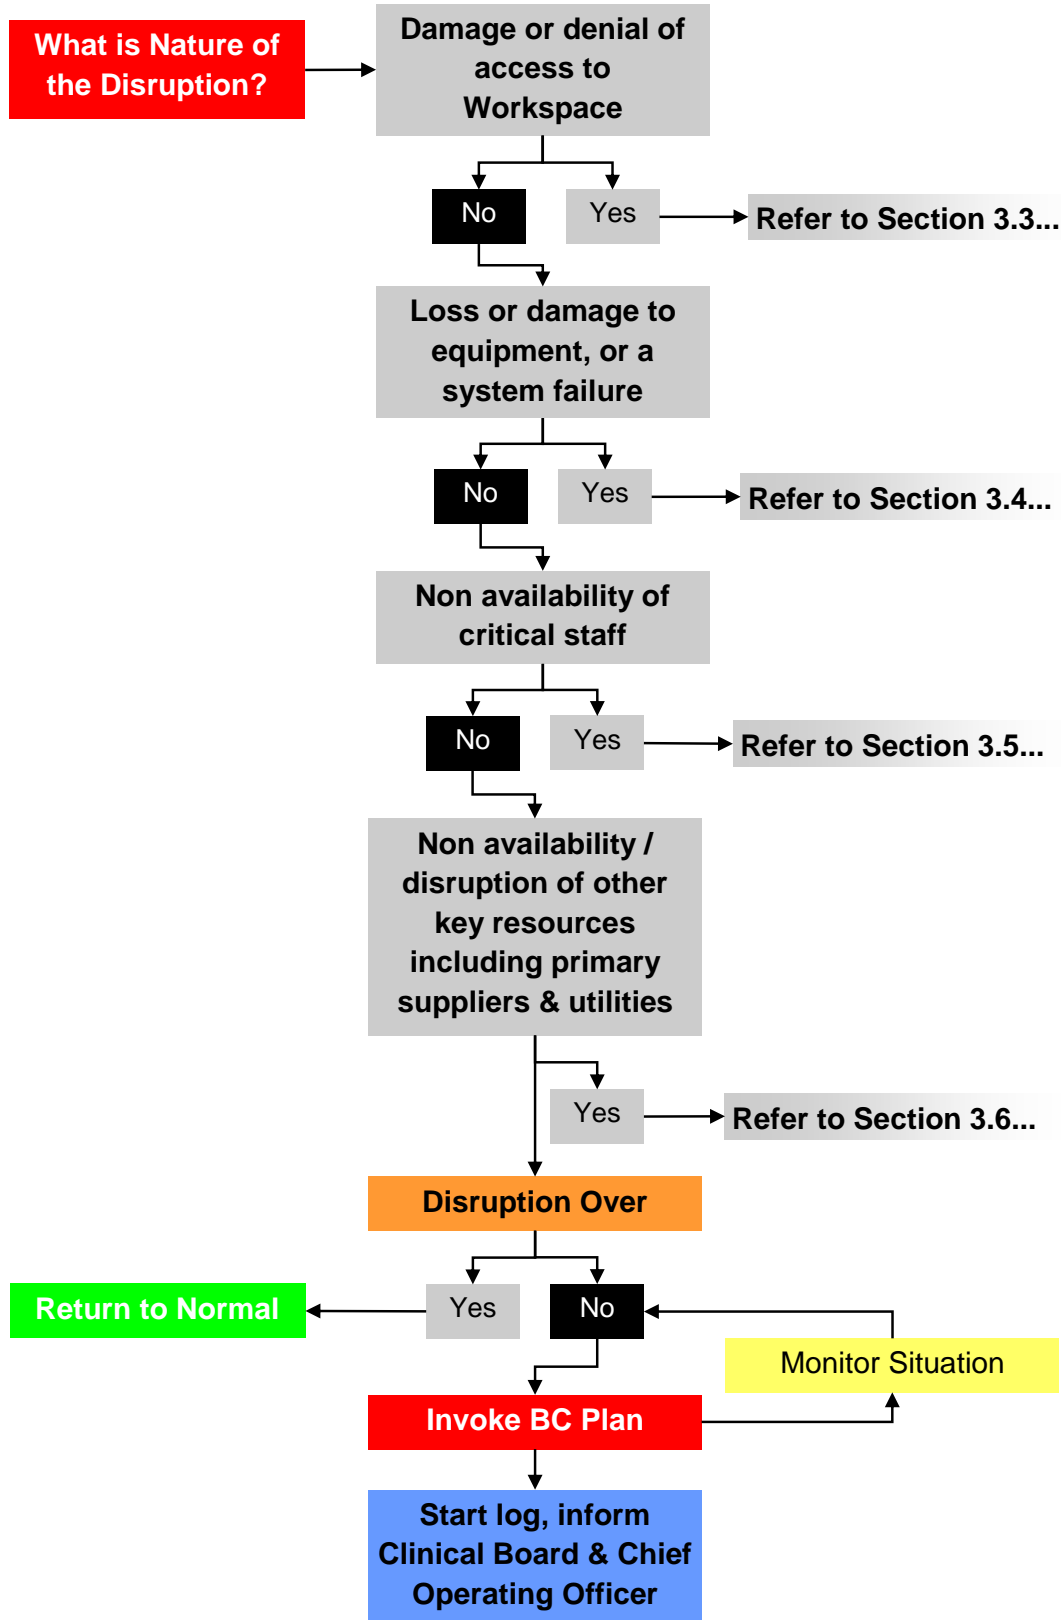 What is Nature of
the Disruption?
Damage or denial of
access to
Workspace
No
Yes
Refer to Section 3.3...
Loss or damage to
equipment, or a
system failure
No
Yes
Refer to Section 3.4...
Non availability of
critical staff
No
Yes
Refer to Section 3.5...
Non availability /
disruption of other
key resources
including primary
suppliers & utilities
Yes
Refer to Section 3.6...
Disruption Over
Return to Normal
Yes
No
Monitor Situation
Invoke BC Plan
Start log, inform
Clinical Board & Chief
Operating Officer